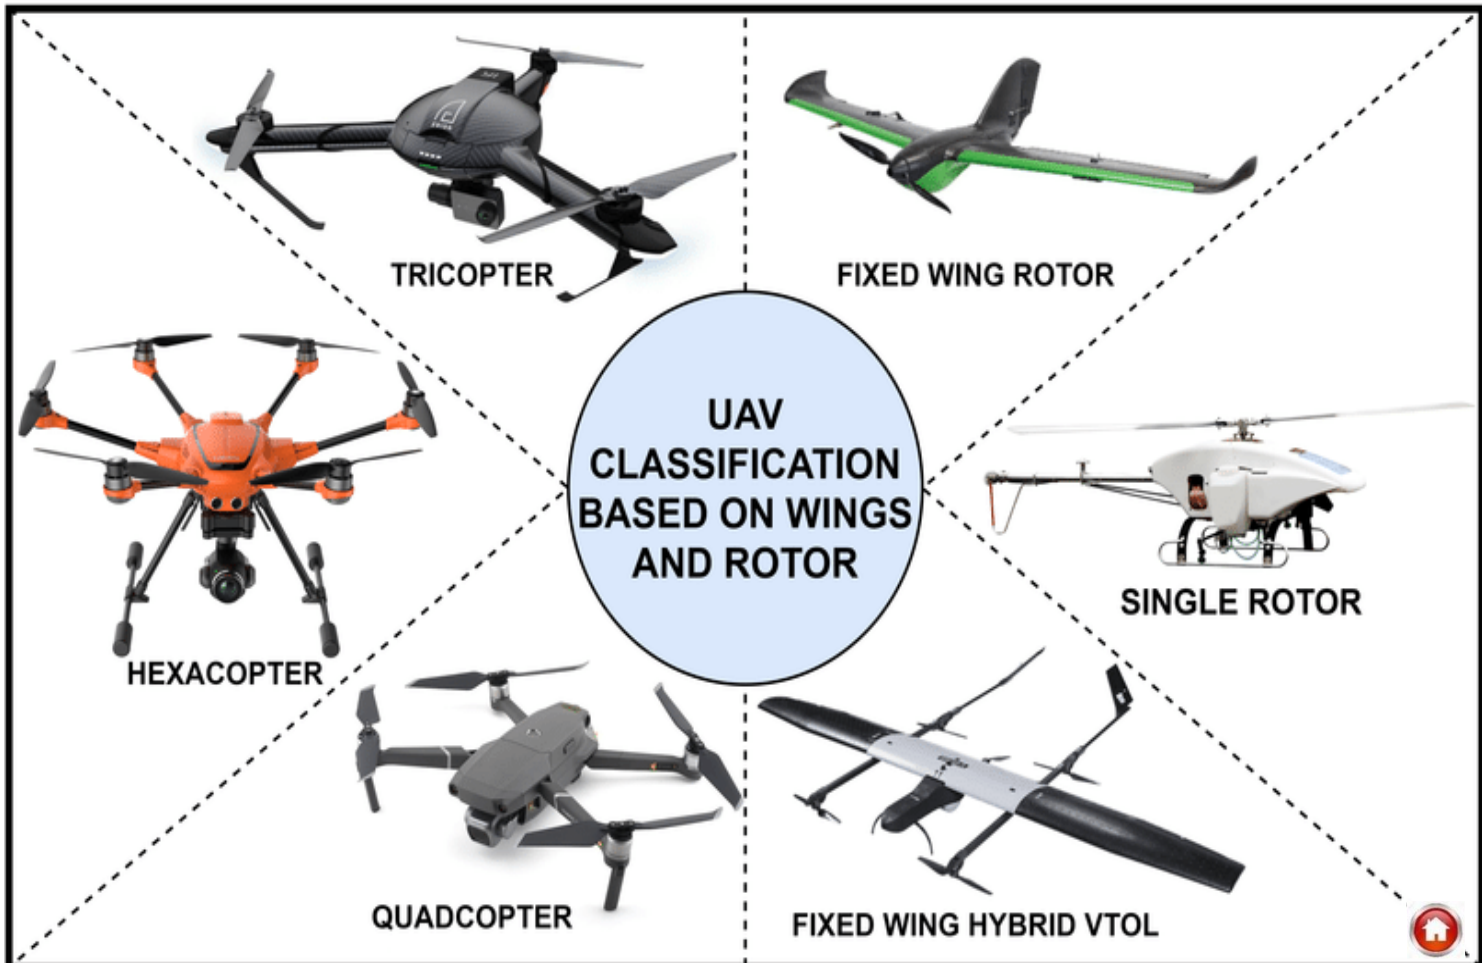 TRICOPTER
FIXED WING ROTOR
UAV
CLASSIFICATION
BASED ON WINGS
AND ROTOR
HEXACOPTER
SINGLE ROTOR
QUADCOPTER
FIXED WING HYBRID VTOL